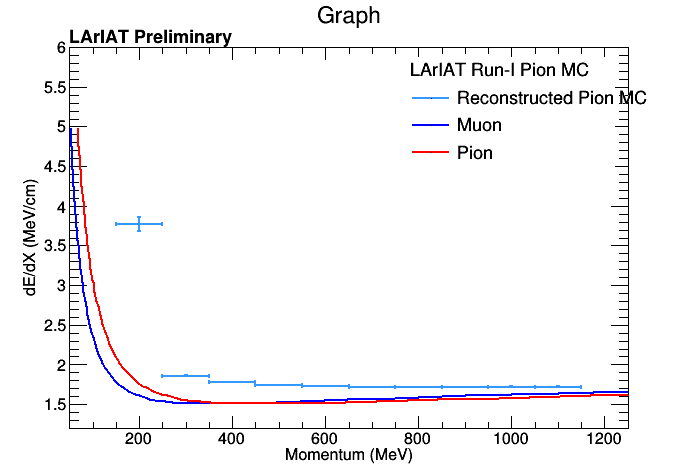 Graph
LArIAT Preliminary
LArIAT Run-I Pion MC
Reconstructed Pion MC
Muon
Pion
dE/dX (MeV/cm)
6
5.5
5
4.5
4
3.5
3
2.5
2
1.5
200 400 600 800 1000 1200
Momentum (MeV)